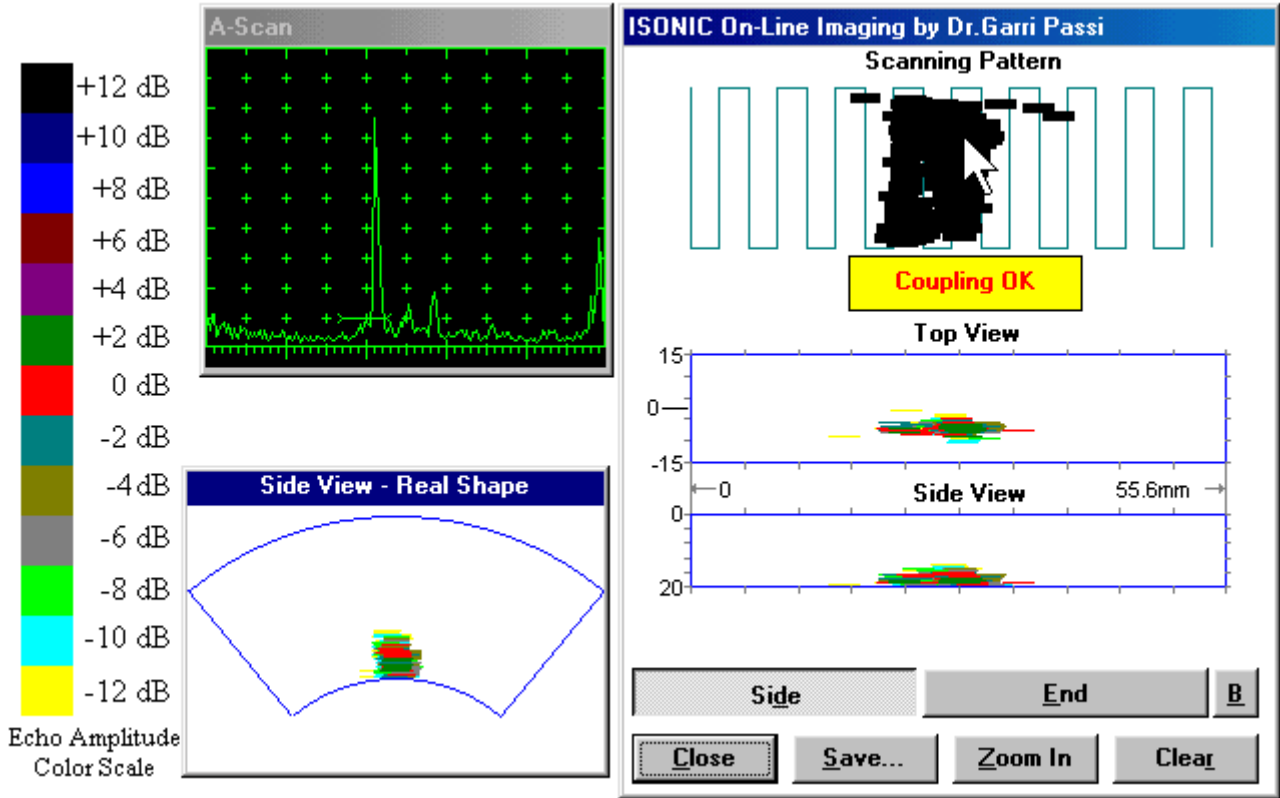 A-Scan
+12 dB
+10 dB
+8 dB
+6 dB
+4 dB
+2 dB
0 dB
-2 dB
-4 dB
-6 dB
-8 dB
-10 dB
-12 dB
Echo Amplitude
Color Scale
Side View - Real Shape
ISONIC On-Line Imaging by Dr.Garri Passi
Scanning Pattern
Coupling OK
Top View
15
0
-15
0 Side View 55.6mm
0
20
Side End B
Close Save... Zoom In Clear